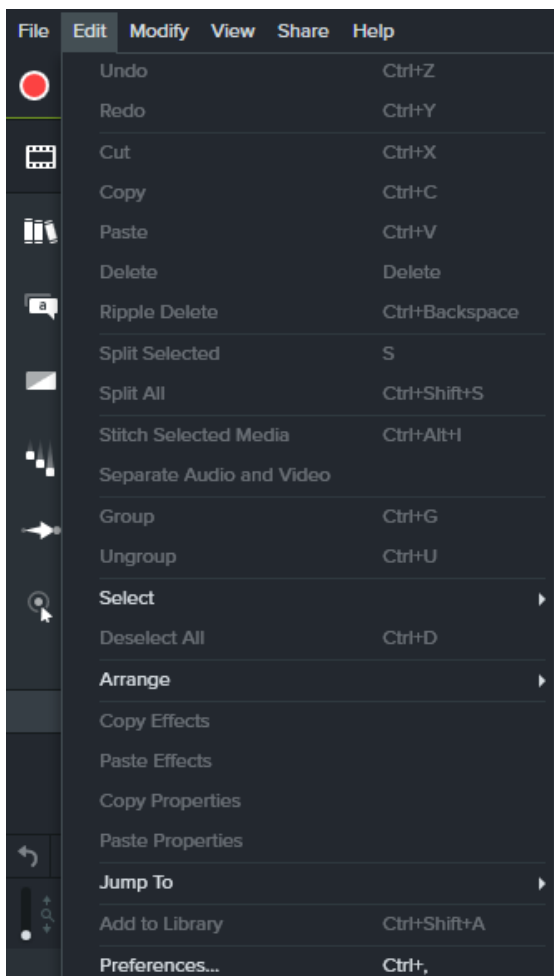 File Edit Modify View Share Help
Undo Ctrl+Z
Redo Ctrl+Y
Cut Ctrl+X
Copy Ctrl+C
Paste Ctrl+V
Delete Delete
a
Ripple Delete Ctrl+Backspace
Split Selected S
Split All Ctrl+Shift+S
Stitch Selected Media Ctrl+Alt+I
Separate Audio and Video
Group Ctrl+G
Ungroup Ctrl+U
Select
Deselect All Ctrl+D
Arrange
Copy Effects
Paste Effects
Copy Properties
Paste Properties
Jump To
Add to Library Ctrl+Shift+A
Preferences... Ctrl+,